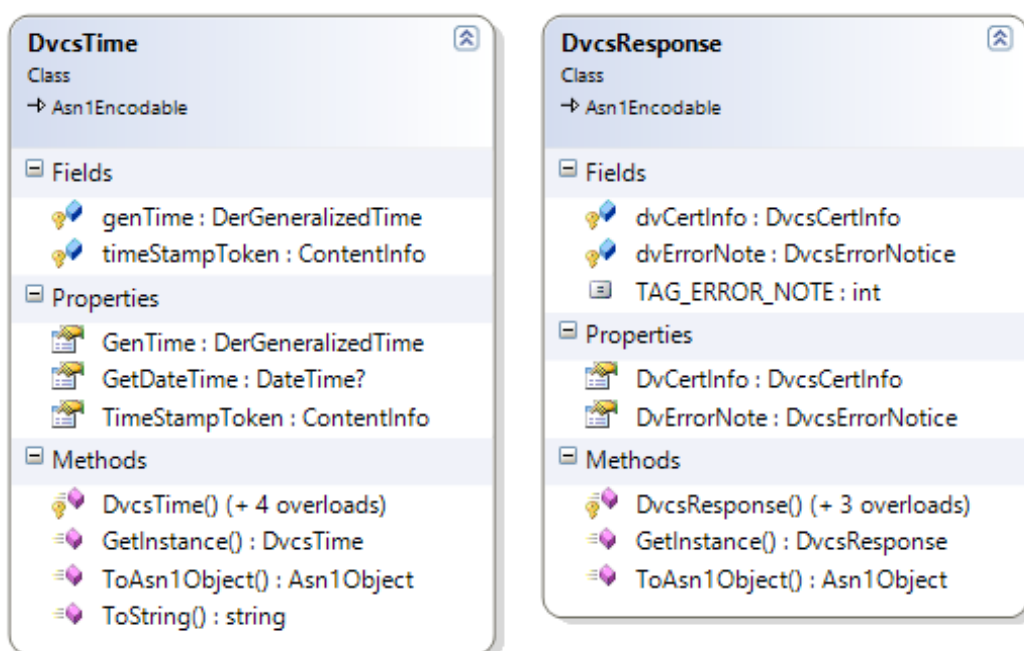 DvcsTime
Class
Asn1Encodable
Fields
genTime : DerGeneralizedTime
timeStampToken : ContentInfo
Properties
GenTime : DerGeneralizedTime
GetDateTime : DateTime?
TimeStampToken : ContentInfo
Methods
DvcsTime() (+ 4 overloads)
GetInstance() : DvcsTime
ToAsn1Object() : Asn1Object
ToString() : string
DvcsResponse
Class
Asn1Encodable
Fields
dvCertInfo : DvcsCertInfo
dvErrorNote : DvcsErrorNotice
TAG_ERROR_NOTE : int
Properties
DvCertInfo : DvcsCertInfo
DvErrorNote : DvcsErrorNotice
Methods
DvcsResponse() (+ 3 overloads)
GetInstance() : DvcsResponse
ToAsn1Object() : Asn1Object